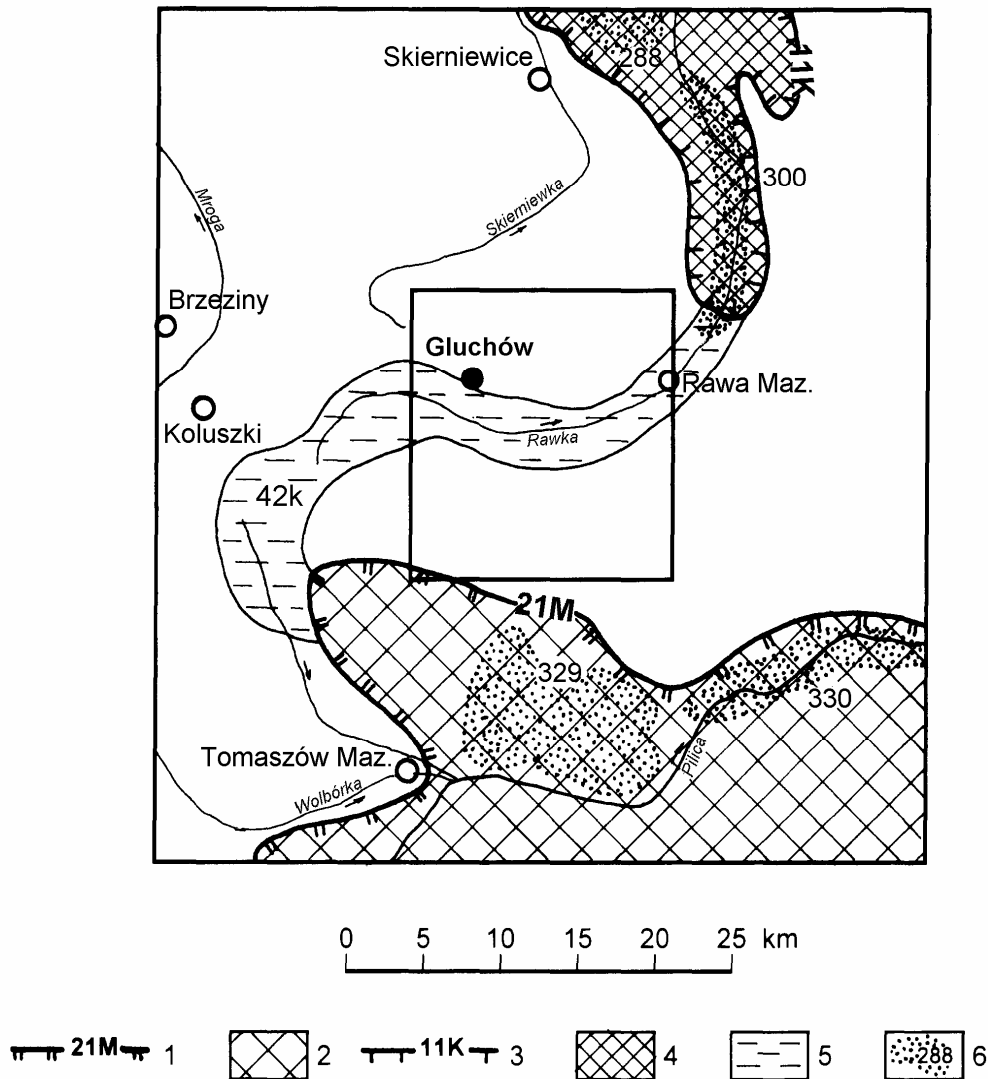 Skierniewice
288
11K
300
Mroga
Skierniewka
Brzeziny
Gluchów
Rawa Maz.
Koluszki
Rawka
42k
21M
329
330
Pilica
Tomaszów Maz.
Wolbórka
0 5 10 15 20 25 km
21M 1 2 11K 3 4 5 288 6